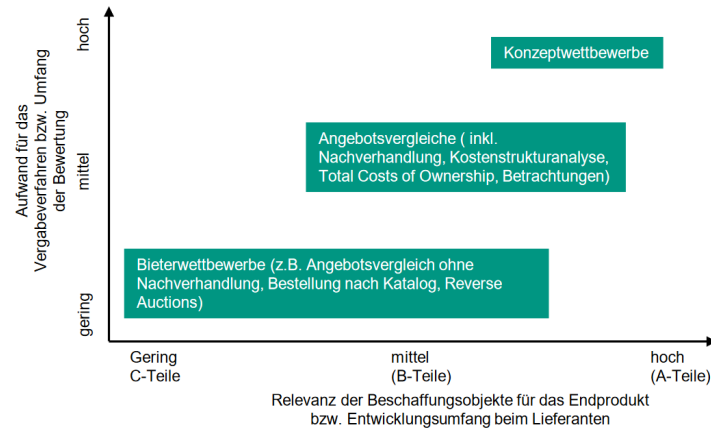 Aufwand für das
Vergabeverfahren bzw. Umfang
der Bewertung
hoch
mittel
gering
Konzeptwettbewerbe
Angebotsvergleiche ( inkl.
Nachverhandlung, Kostenstrukturanalyse,
Total Costs of Ownership, Betrachtungen)
Bieterwettbewerbe (z.B. Angebotsvergleich ohne
Nachverhandlung, Bestellung nach Katalog, Reverse
Auctions)
Gering
C-Teile
mittel
(B-Teile)
hoch
(A-Teile)
Relevanz der Beschaffungsobjekte für das Endprodukt
bzw. Entwicklungsumfang beim Lieferanten